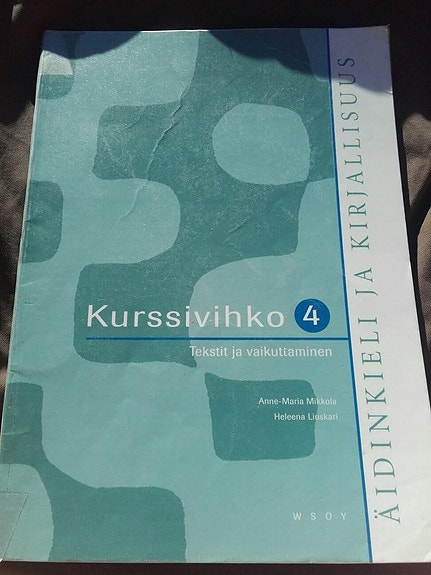 Kurssivihko 4
Tekstit ja vaikuttaminen
Anne-Maria Mikkola
Heleena Liuskari
WSOY
ÄIDINKIELI JA KIRJALLISUUS